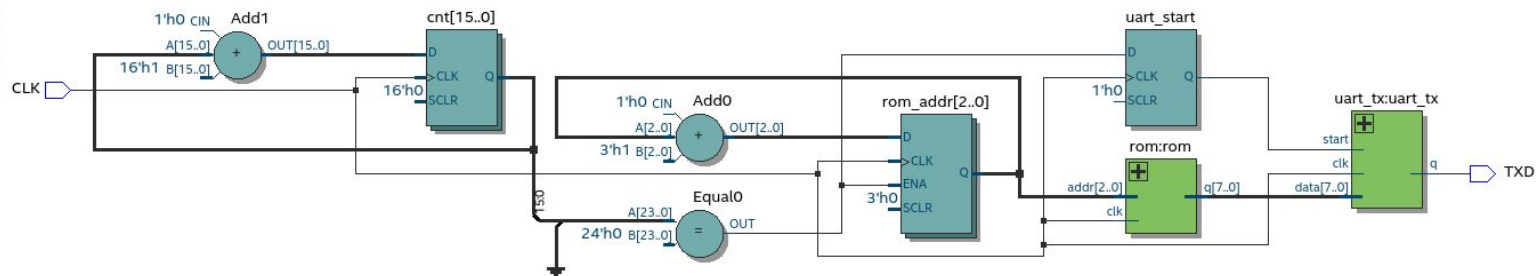 CLK
Add1
1'h0 CIN
A[15..0]
OUT[15..0]
16'h1 B[15..0]
+
cnt[15..0]
D
CLK
Q
16'h0
SCLR
15:0
Add0
1'h0 CIN
A[2..0]
OUT[2..0]
3'h1 B[2..0]
+
Equal0
A[23..0]
OUT
24'h0 B[23..0]
=
rom_addr[2..0]
D
CLK
Q
ENA
3'h0
SCLR
uart_start
D
CLK
Q
1'h0
SCLR
rom:rom
+
addr[2..0]
q[7..0]
clk
uart_tx:uart_tx
+
start
clk
q
data[7..0]
TXD